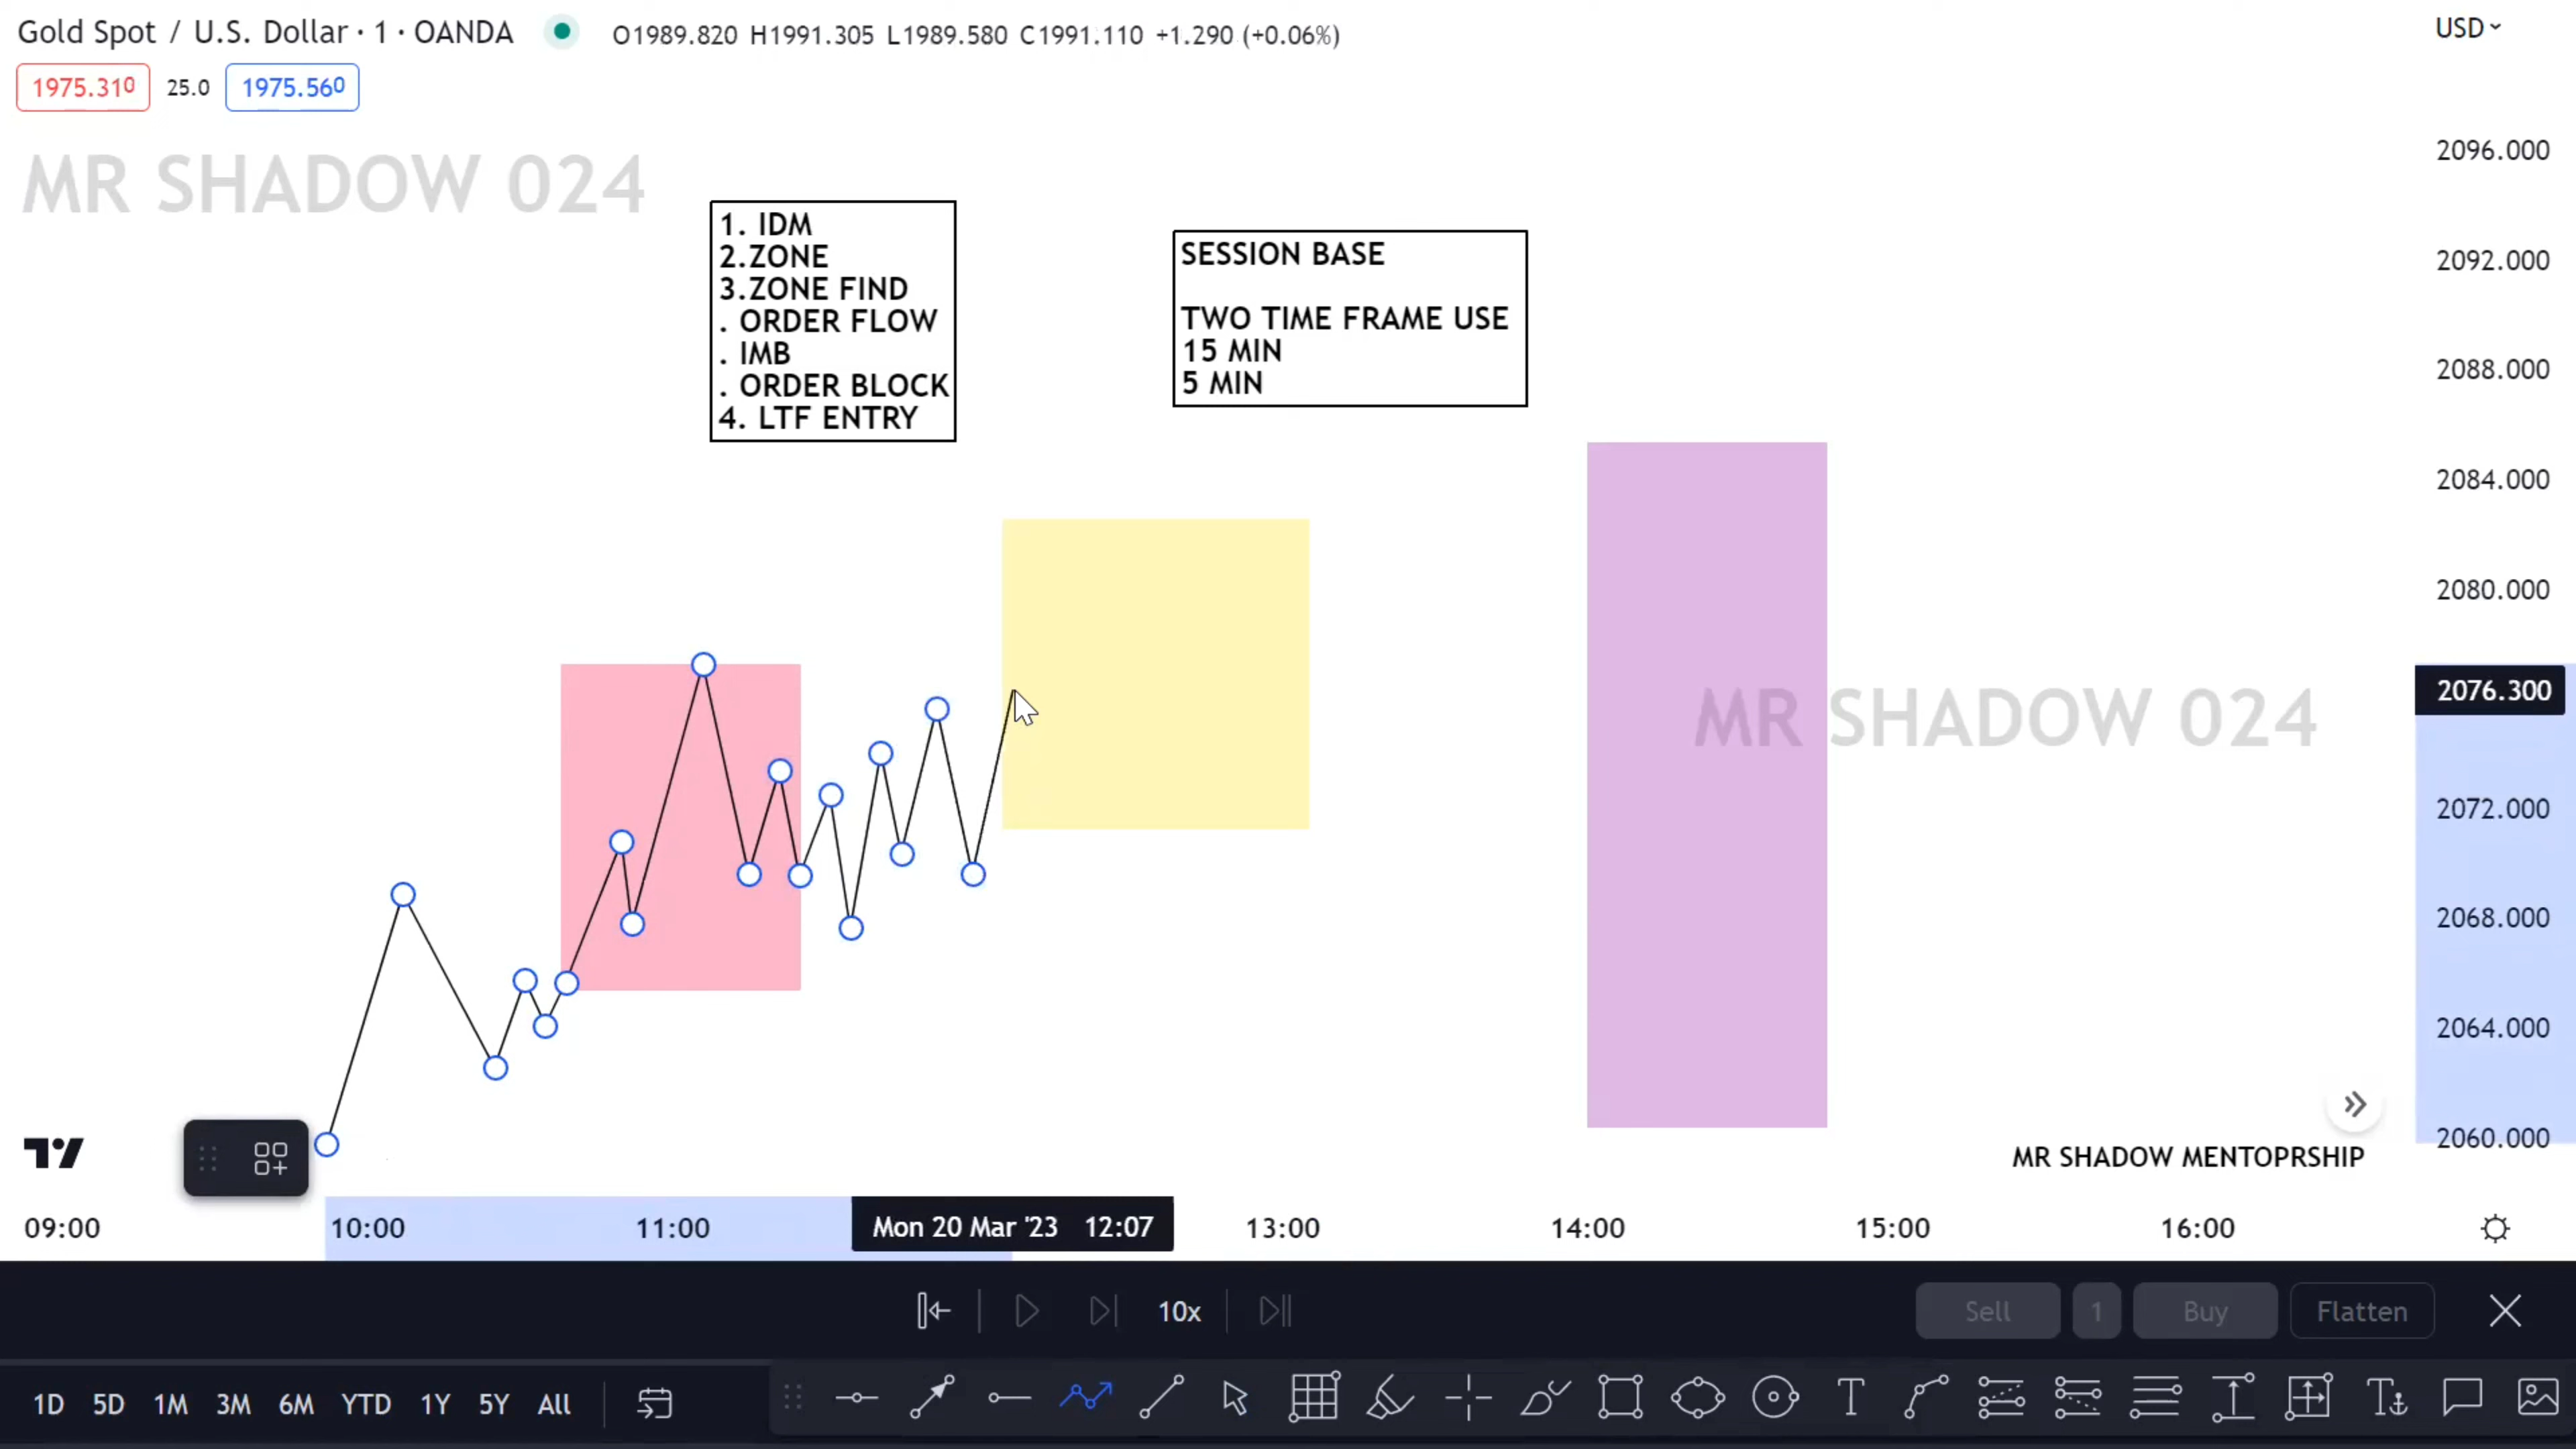 Gold Spot / U.S. Dollar · 1 · OANDA
O1989.820 H1991.305 L1989.580 C1991.110 +1.290 (+0.06%)
USD
1975.310
25.0
1975.560
MR SHADOW 024
1. IDM
2.ZONE
3.ZONE FIND
. ORDER FLOW
. IMB
. ORDER BLOCK
4. LTF ENTRY
SESSION BASE
TWO TIME FRAME USE
15 MIN
5 MIN
2096.000
2092.000
2088.000
2084.000
2080.000
2076.300
2072.000
2068.000
2064.000
2060.000
MR SHADOW 024
MR SHADOW MENTOPRSHIP
09:00
10:00
11:00
Mon 20 Mar '23 12:07
13:00
14:00
15:00
16:00
10x
Sell
1
Buy
Flatten
1D 5D 1M 3M 6M YTD 1Y 5Y All